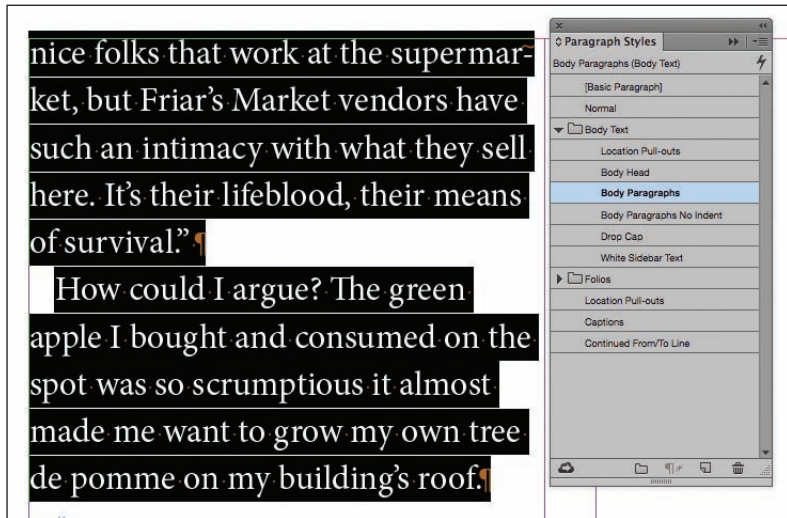 nice folks that work at the supermar-
ket, but Friar’s Market vendors have
such an intimacy with what they sell
here. It’s their lifeblood, their means
of survival.” ¶
How could I argue? The green
apple I bought and consumed on the
spot was so scrumptious it almost
made me want to grow my own tree
de pomme on my building’s roof.¶
Paragraph Styles
Body Paragraphs (Body Text)
[Basic Paragraph]
Normal
Body Text
Location Pull-outs
Body Head
Body Paragraphs
Body Paragraphs No Indent
Drop Cap
White Sidebar Text
Folios
Location Pull-outs
Captions
Continued From/To Line